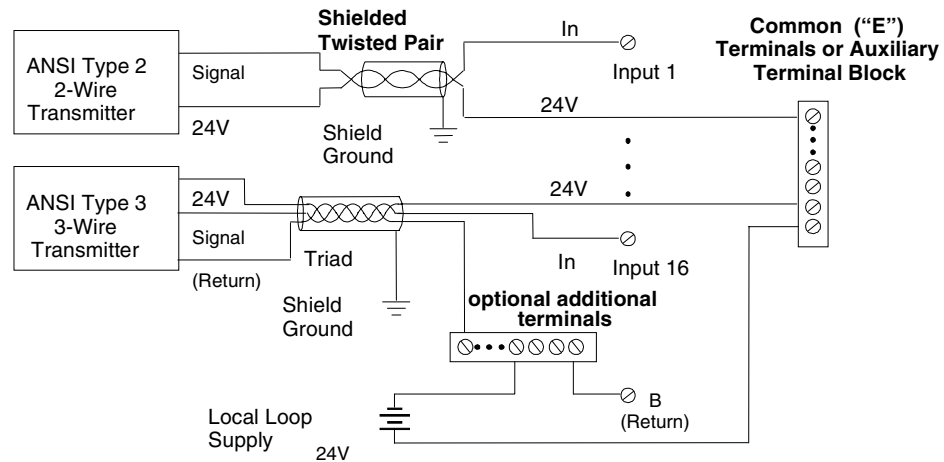 Shielded
Twisted Pair
Common ("E")
Terminals or Auxiliary
Terminal Block
ANSI Type 2
2-Wire
Transmitter
Signal
24V
In
Input 1
24V
Shield
Ground
ANSI Type 3
3-Wire
Transmitter
24V
Signal
(Return)
Triad
Shield
Ground
24V
In
Input 16
optional additional
terminals
B
(Return)
Local Loop
Supply
24V